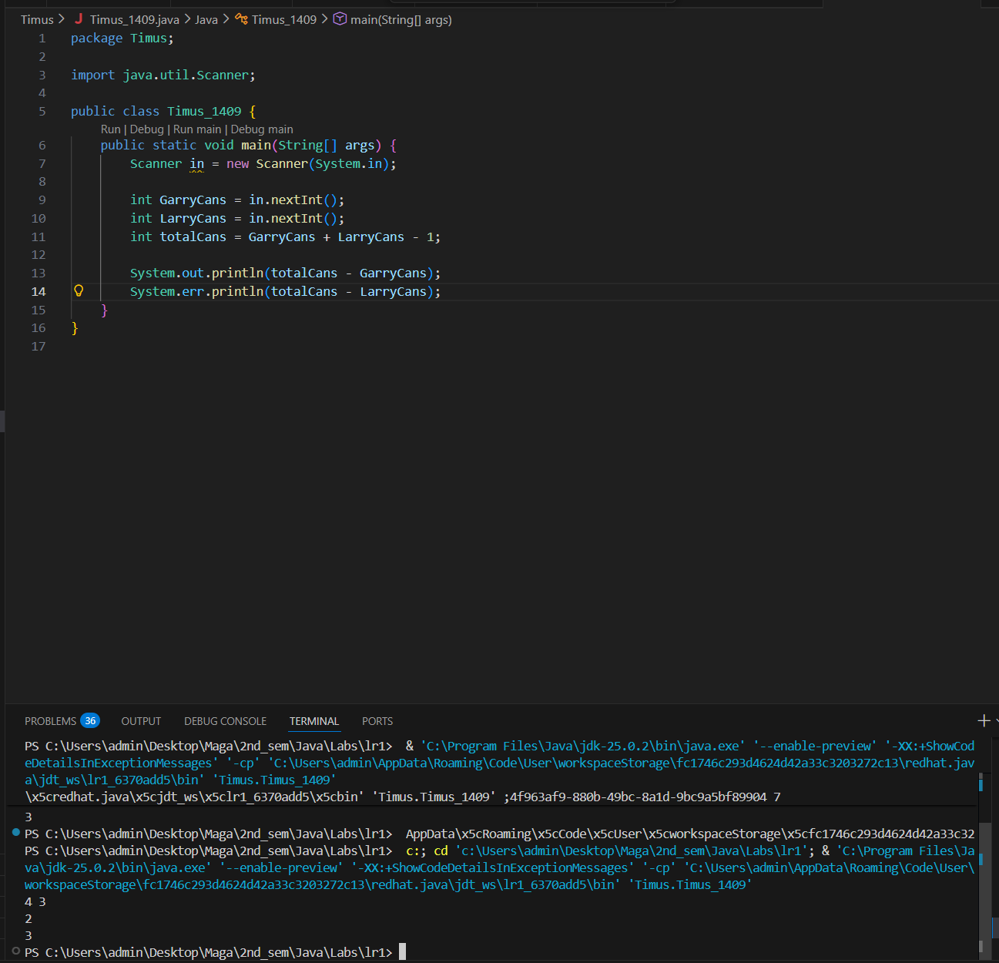 Timus > J Timus_1409.java > Java > Timus_1409 > main(String[] args)
1 package Timus;
2
3 import java.util.Scanner;
4
5 public class Timus_1409 {
Run | Debug | Run main | Debug main
6 public static void main(String[] args) {
7 Scanner in = new Scanner(System.in);
8
9 int GarryCans = in.nextInt();
10 int LarryCans = in.nextInt();
11 int totalCans = GarryCans + LarryCans - 1;
12
13 System.out.println(totalCans - GarryCans);
14 System.err.println(totalCans - LarryCans);
15 }
16 }
17
PROBLEMS 36 OUTPUT DEBUG CONSOLE TERMINAL PORTS
PS C:\Users\admin\Desktop\Maga\2nd_sem\Java\Labs\lr1> & 'C:\Program Files\Java\jdk-25.0.2\bin\java.exe' '--enable-preview' '-XX:+ShowCod
eDetailsInExceptionMessages' '-cp' 'C:\Users\admin\AppData\Roaming\Code\User\workspaceStorage\fc1746c293d4624d42a33c3203272c13\redhat.jav
a\jdt_ws\lr1_6370add5\bin' 'Timus.Timus_1409'
\x5credhat.java\x5cjdt_ws\x5clr1_6370add5\x5cbin' 'Timus.Timus_1409' ;4f963af9-880b-49bc-8a1d-9bc9a5bf89904 7
3
PS C:\Users\admin\Desktop\Maga\2nd_sem\Java\Labs\lr1> AppData\x5cRoaming\x5cCode\x5cUser\x5cworkspaceStorage\x5cfc1746c293d4624d42a33c32
PS C:\Users\admin\Desktop\Maga\2nd_sem\Java\Labs\lr1> c:; cd 'c:\Users\admin\Desktop\Maga\2nd_sem\Java\Labs\lr1'; & 'C:\Program Files\Ja
va\jdk-25.0.2\bin\java.exe' '--enable-preview' '-XX:+ShowCodeDetailsInExceptionMessages' '-cp' 'C:\Users\admin\AppData\Roaming\Code\User\
workspaceStorage\fc1746c293d4624d42a33c3203272c13\redhat.java\jdt_ws\lr1_6370add5\bin' 'Timus.Timus_1409'
4 3
2
3
PS C:\Users\admin\Desktop\Maga\2nd_sem\Java\Labs\lr1>